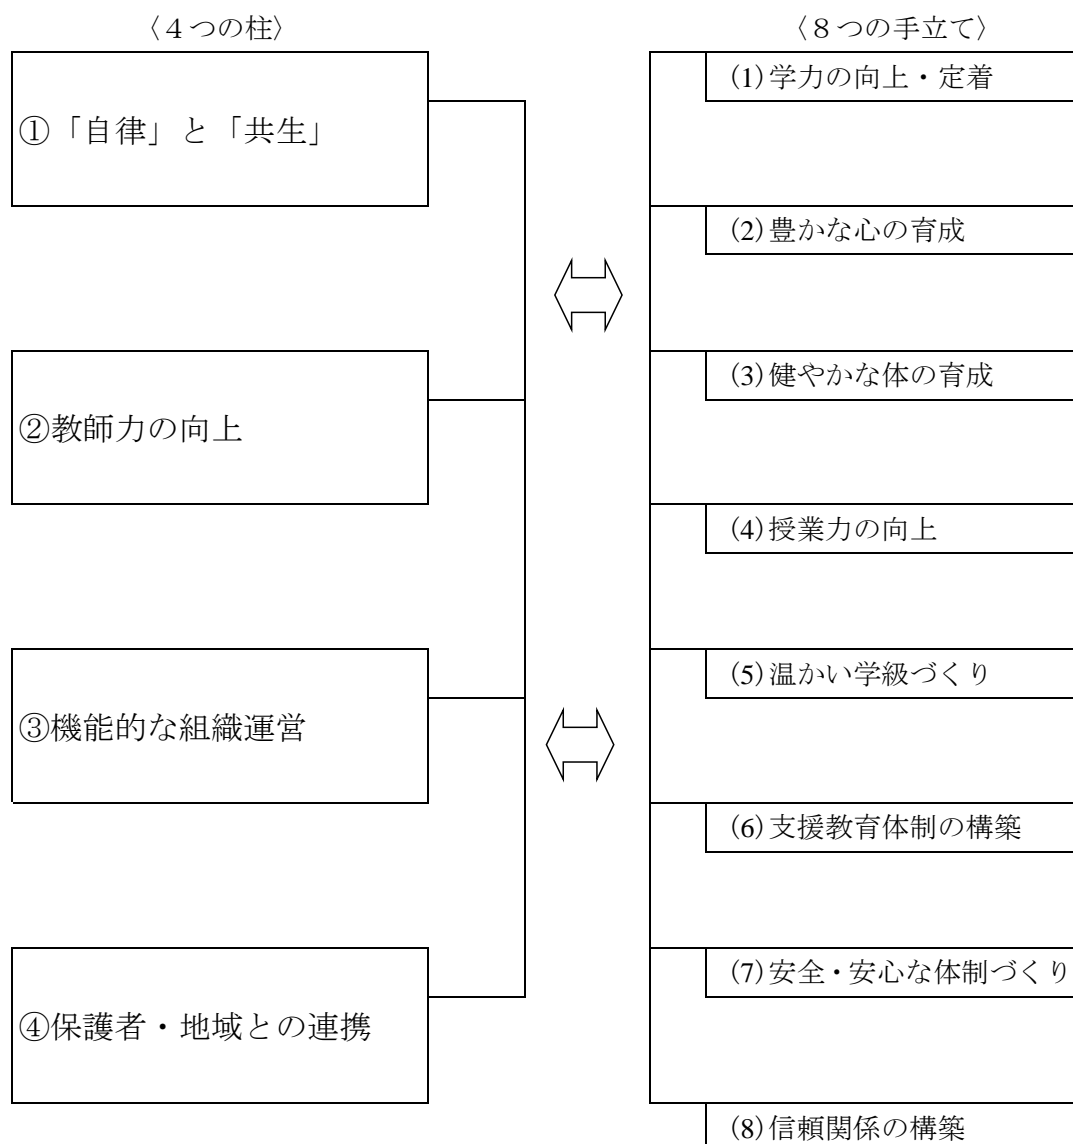 〈４つの柱〉
①「自律」と「共生」
②教師力の向上
③機能的な組織運営
④保護者・地域との連携
〈８つの手立て〉
(1)学力の向上・定着
(2)豊かな心の育成
(3)健やかな体の育成
(4)授業力の向上
(5)温かい学級づくり
(6)支援教育体制の構築
(7)安全・安心な体制づくり
(8)信頼関係の構築